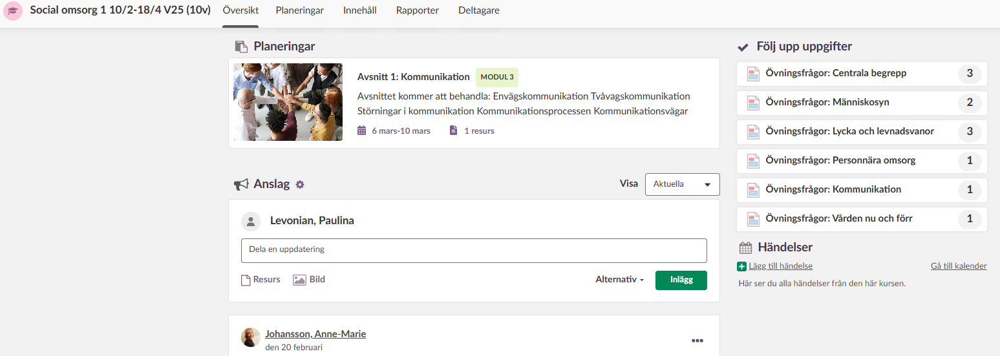 Social omsorg 1 10/2-18/4 V25 (10v)
Översikt
Planeringar
Innehåll
Rapporter
Deltagare
Planeringar
Avsnitt 1: Kommunikation MODUL 3
Avsnittet kommer att behandla: Envägskommunikation Tvåvagskommunikation
Störningar i kommunikation Kommunikationsprocessen Kommunikationsvägar
6 mars-10 mars 1 resurs
Anslag
Visa Aktuella
Levonian, Paulina
Dela en uppdatering
Resurs Bild
Alternativ Inlägg
Johansson, Anne-Marie
den 20 februari
Följ upp uppgifter
Övningsfrågor: Centrala begrepp 3
Övningsfrågor: Människosyn 2
Övningsfrågor: Lycka och levnadsvanor 3
Övningsfrågor: Personnära omsorg 1
Övningsfrågor: Kommunikation 1
Övningsfrågor: Vården nu och förr 1
Händelser
Lägg till händelse Gå till kalender
Här ser du alla händelser från den här kursen.